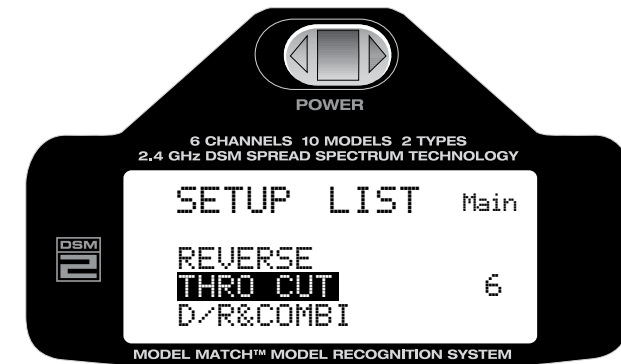 POWER
6 CHANNELS 10 MODELS 2 TYPES
2.4 GHz DSM SPREAD SPECTRUM TECHNOLOGY
SETUP LIST Main
DSM
2
REVERSE
THRO CUT 6
D/R&COMBI
MODEL MATCH™ MODEL RECOGNITION SYSTEM